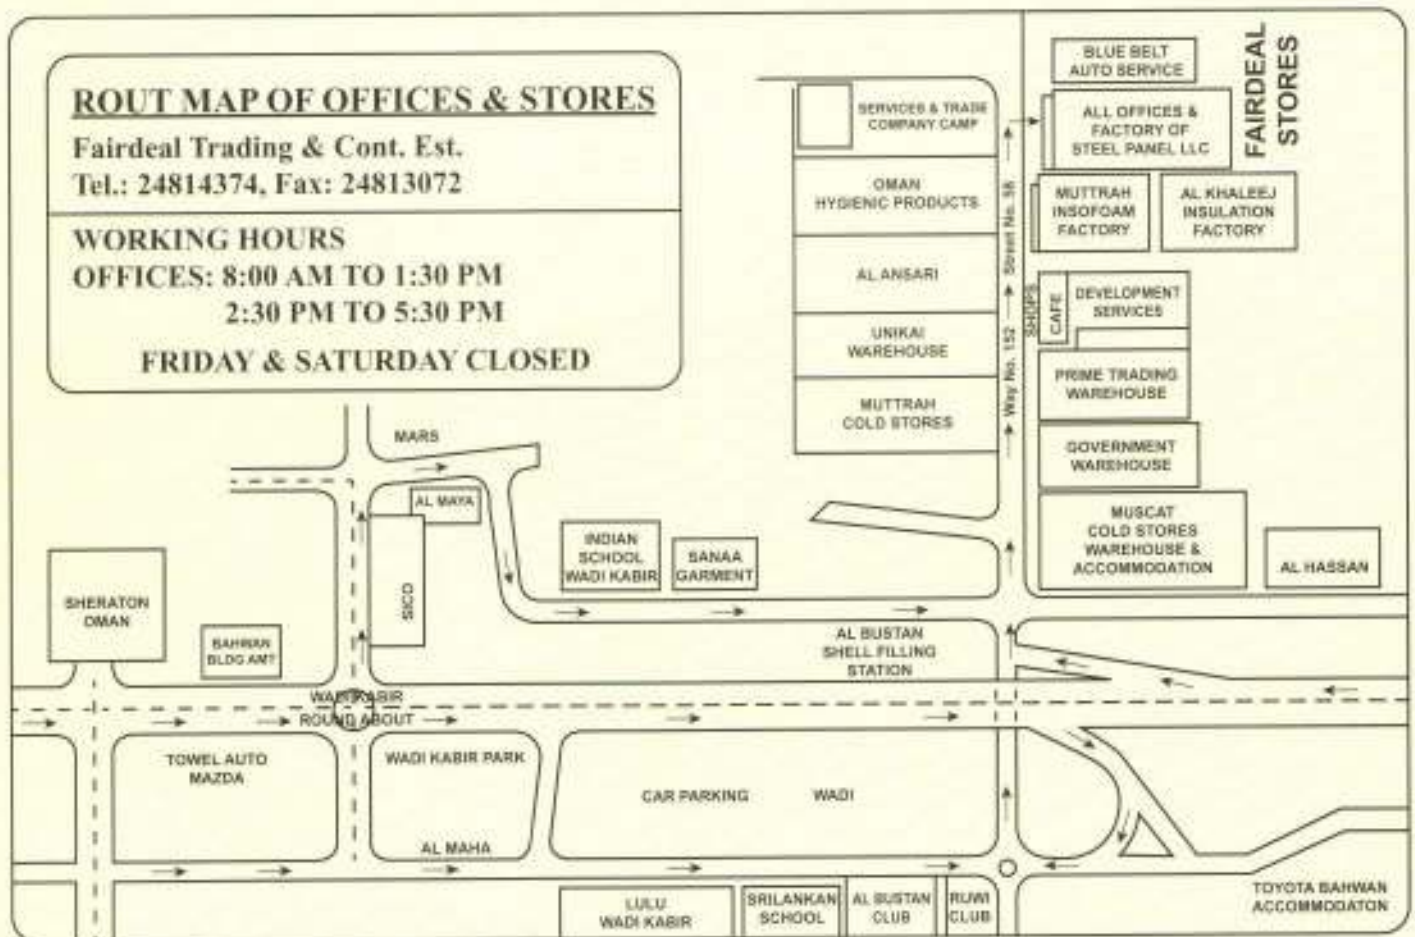 ROUT MAP OF OFFICES & STORES
Fairdeal Trading & Cont. Est.
Tel.: 24814374, Fax: 24813072
WORKING HOURS
OFFICES: 8:00 AM TO 1:30 PM
2:30 PM TO 5:30 PM
FRIDAY & SATURDAY CLOSED
SERVICES & TRADE
COMPANY CAMP
OMAN
HYGIENIC PRODUCTS
AL ANSARI
UNIKAI
WAREHOUSE
MUTTRAH
COLD STORES
Way No. 152
Street No. 58
BLUE BELT
AUTO SERVICE
ALL OFFICES &
FACTORY OF
STEEL PANEL LLC
FAIRDEAL
STORES
MUTTRAH
INSOFOAM
FACTORY
AL KHALEEJ
INSULATION
FACTORY
SHOPS
CAFE
DEVELOPMENT
SERVICES
PRIME TRADING
WAREHOUSE
GOVERNMENT
WAREHOUSE
MUSCAT
COLD STORES
WAREHOUSE &
ACCOMMODATION
AL HASSAN
MARS
AL MAYA
SICO
INDIAN
SCHOOL
WADI KABIR
SANAA
GARMENT
SHERATON
OMAN
BAHWAN
BLDG AMT
AL BUSTAN
SHELL FILLING
STATION
WADI KABIR
ROUND ABOUT
TOWEL AUTO
MAZDA
WADI KABIR PARK
CAR PARKING
WADI
AL MAHA
LULU
WADI KABIR
SRILANKAN
SCHOOL
AL BUSTAN
CLUB
RUWI
CLUB
TOYOTA BAHWAN
ACCOMMODATON